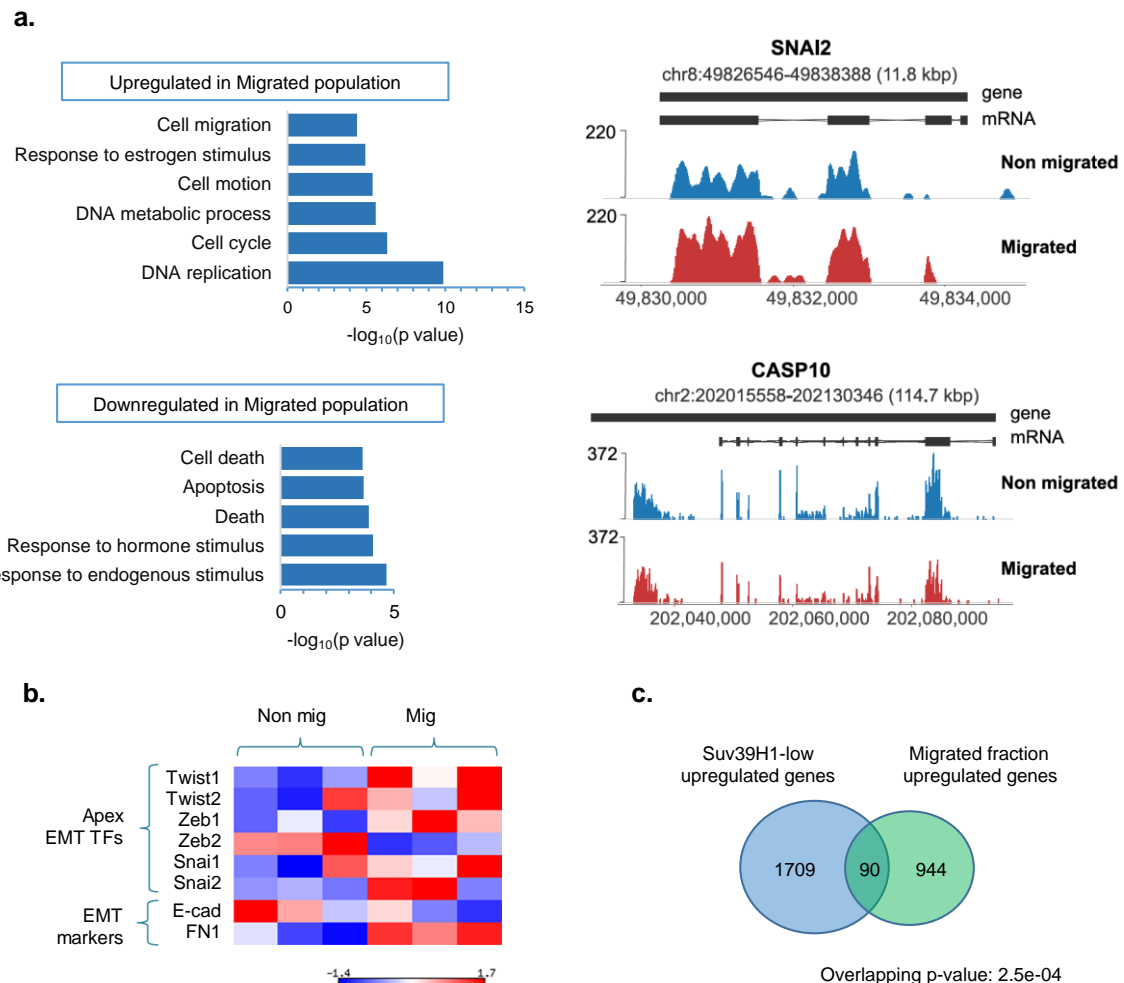 a.
Upregulated in Migrated population
Cell migration
Response to estrogen stimulus
Cell motion
DNA metabolic process
Cell cycle
DNA replication
0 5 10 15
-log10(p value)
SNAI2
chr8:49826546-49838388 (11.8 kbp)
gene
mRNA
220
Non migrated
220
Migrated
49,830,000 49,832,000 49,834,000
Downregulated in Migrated population
Cell death
Apoptosis
Death
Response to hormone stimulus
esponse to endogenous stimulus
0 5
-log10(p value)
CASP10
chr2:202015558-202130346 (114.7 kbp)
gene
mRNA
372
Non migrated
372
Migrated
202,040,000 202,060,000 202,080,000
b.
Non mig Mig
Apex
EMT TFs
Twist1
Twist2
Zeb1
Zeb2
Snai1
Snai2
EMT
markers
E-cad
FN1
-1.4 1.7
c.
Suv39H1-low
upregulated genes
Migrated fraction
upregulated genes
1709 90 944
Overlapping p-value: 2.5e-04